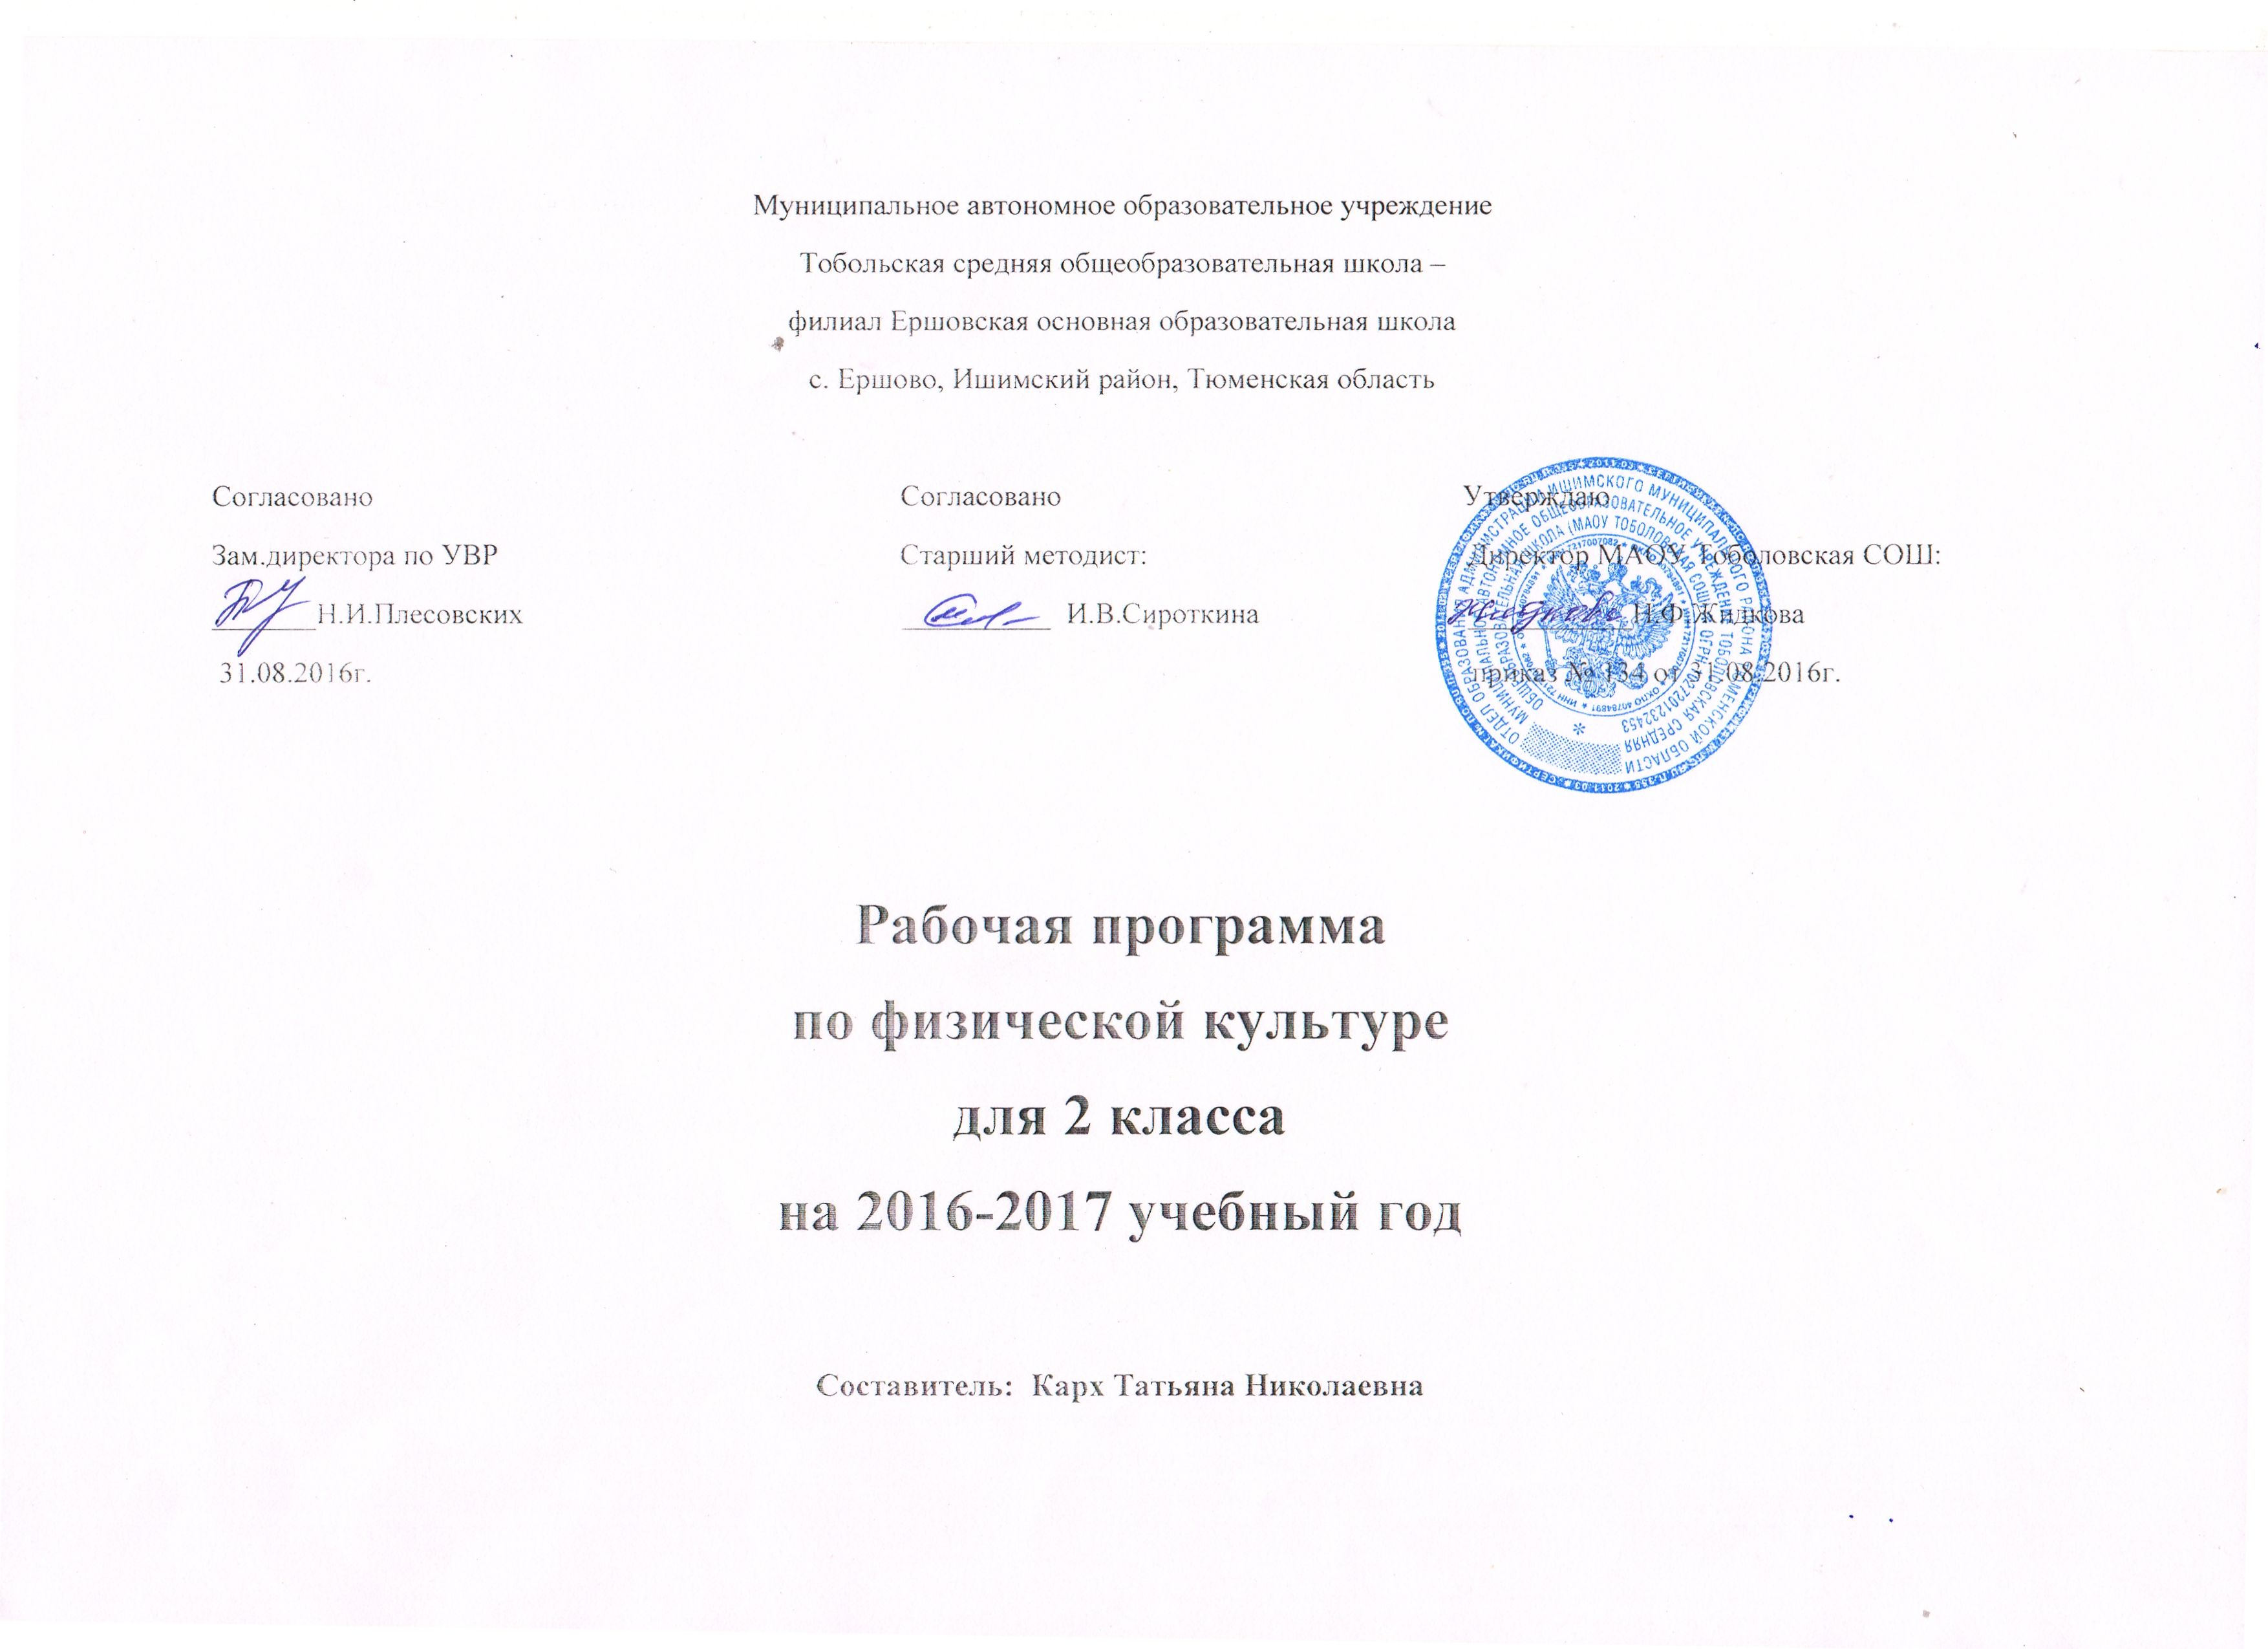 Муниципальное автономное образовательное учреждение
Тобольская средняя общеобразовательная школа –
филиал Ершовская основная образовательная школа
с. Ершово, Ишимский район, Тюменская область
Согласовано
Зам.директора по УВР
Н.И.Плесовских
31.08.2016г.
Согласовано
Старший методист:
И.В.Сироткина
Утверждаю
Директор МАОУ Тоболовская СОШ:
Жидкова
приказ № 134 от 31.08.2016г.
Рабочая программа
по физической культуре
для 2 класса
на 2016-2017 учебный год
Составитель: Карх Татьяна Николаевна